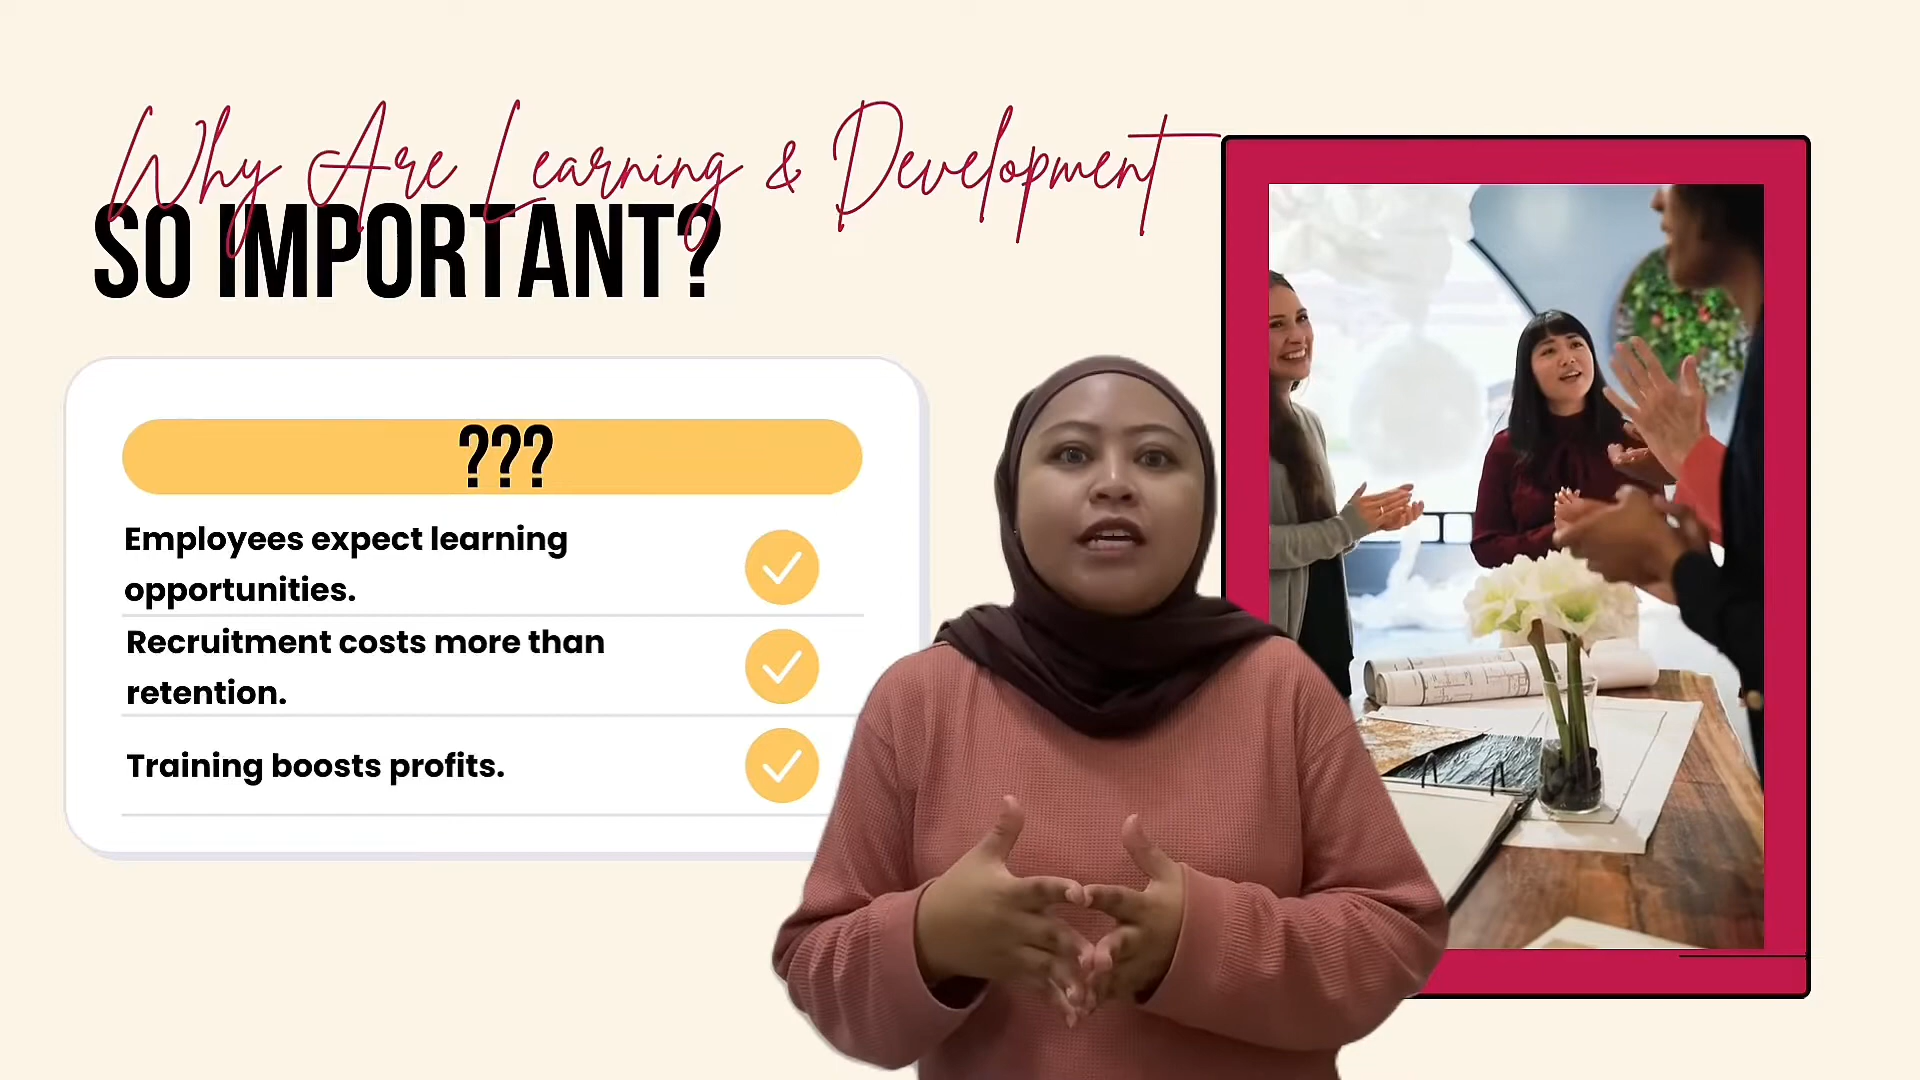 Why Are Learning & Development
SO IMPORTANT?
???
Employees expect learning
opportunities.
Recruitment costs more than
retention.
Training boosts profits.